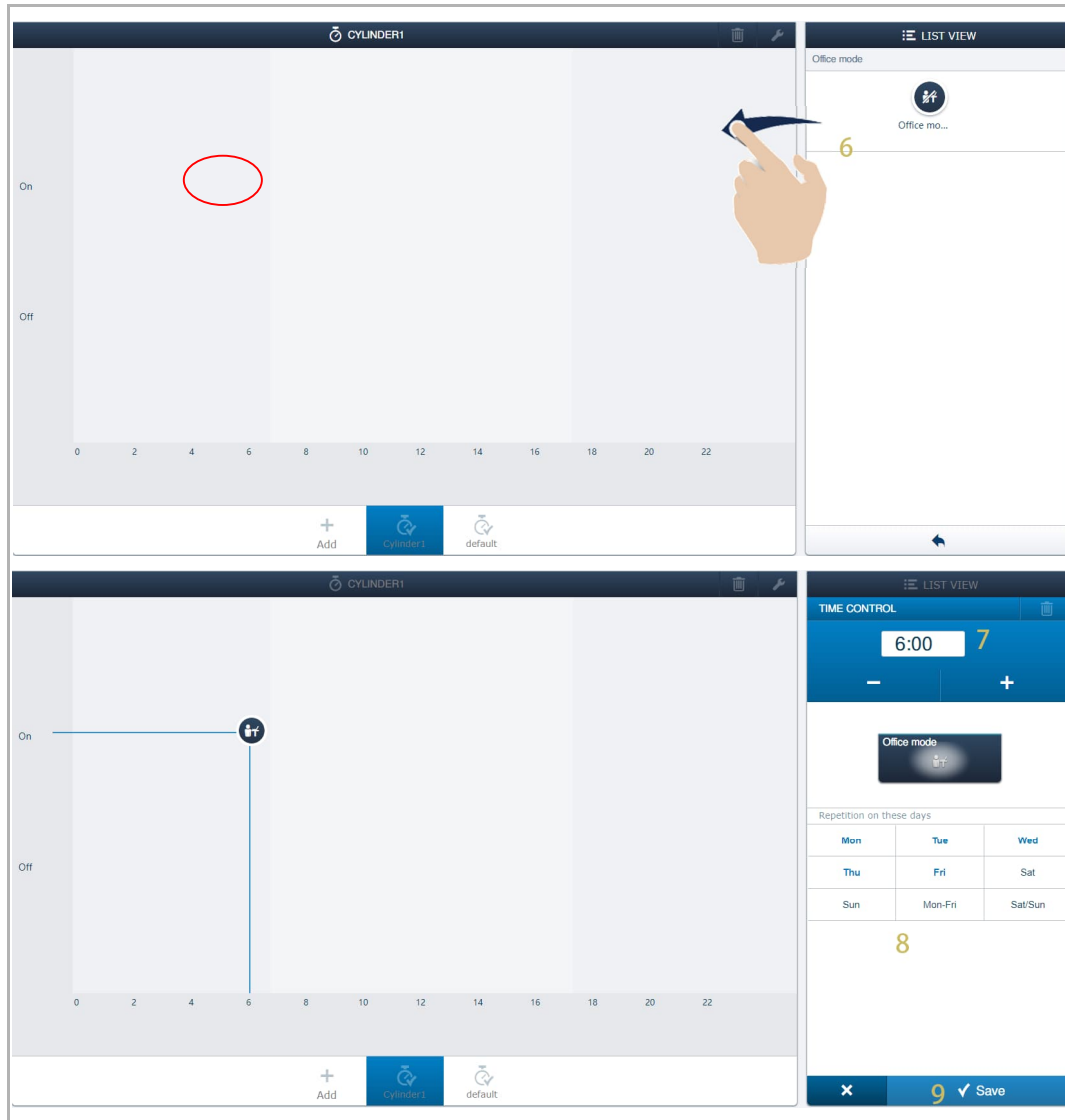 CYLINDER1
LIST VIEW
Office mode
Office mo...
6
On
Off
0 2 4 6 8 10 12 14 16 18 20 22
Add Cylinder1 default
CYLINDER1
LIST VIEW
TIME CONTROL
6:00 7
− +
Office mode
On
Repetition on these days
Mon Tue Wed
Thu Fri Sat
Off
Sun Mon-Fri Sat/Sun
8
0 2 4 6 8 10 12 14 16 18 20 22
Add Cylinder1 default
9 Save